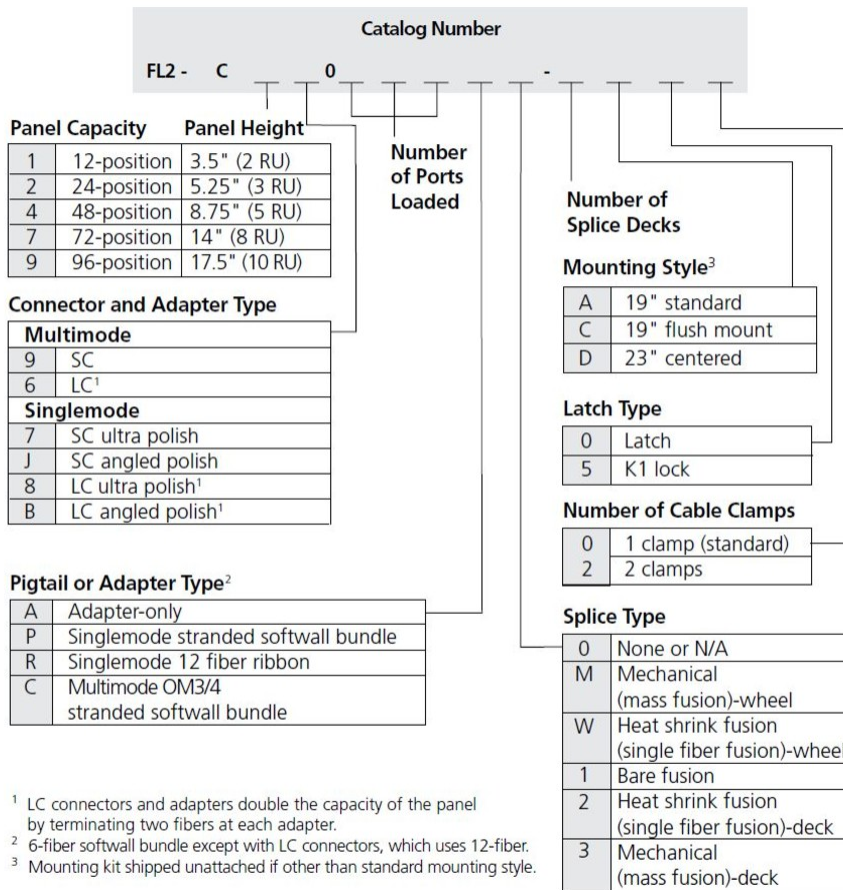 Catalog Number
FL2 - C _ _ 0 _ _ _ _ _ - _ _ _ _
Panel Capacity Panel Height
1 12-position 3.5" (2 RU)
2 24-position 5.25" (3 RU)
4 48-position 8.75" (5 RU)
7 72-position 14" (8 RU)
9 96-position 17.5" (10 RU)
Number
of Ports
Loaded
Connector and Adapter Type
Multimode
9 SC
6 LC¹
Singlemode
7 SC ultra polish
J SC angled polish
8 LC ultra polish¹
B LC angled polish¹
Pigtail or Adapter Type²
A Adapter-only
P Singlemode stranded softwall bundle
R Singlemode 12 fiber ribbon
C Multimode OM3/4
stranded softwall bundle
Number of
Splice Decks
Mounting Style³
A 19" standard
C 19" flush mount
D 23" centered
Latch Type
0 Latch
5 K1 lock
Number of Cable Clamps
0 1 clamp (standard)
2 2 clamps
Splice Type
0 None or N/A
M Mechanical
(mass fusion)-wheel
W Heat shrink fusion
(single fiber fusion)-wheel
1 Bare fusion
2 Heat shrink fusion
(single fiber fusion)-deck
3 Mechanical
(mass fusion)-deck
¹ LC connectors and adapters double the capacity of the panel
by terminating two fibers at each adapter.
² 6-fiber softwall bundle except with LC connectors, which uses 12-fiber.
³ Mounting kit shipped unattached if other than standard mounting style.